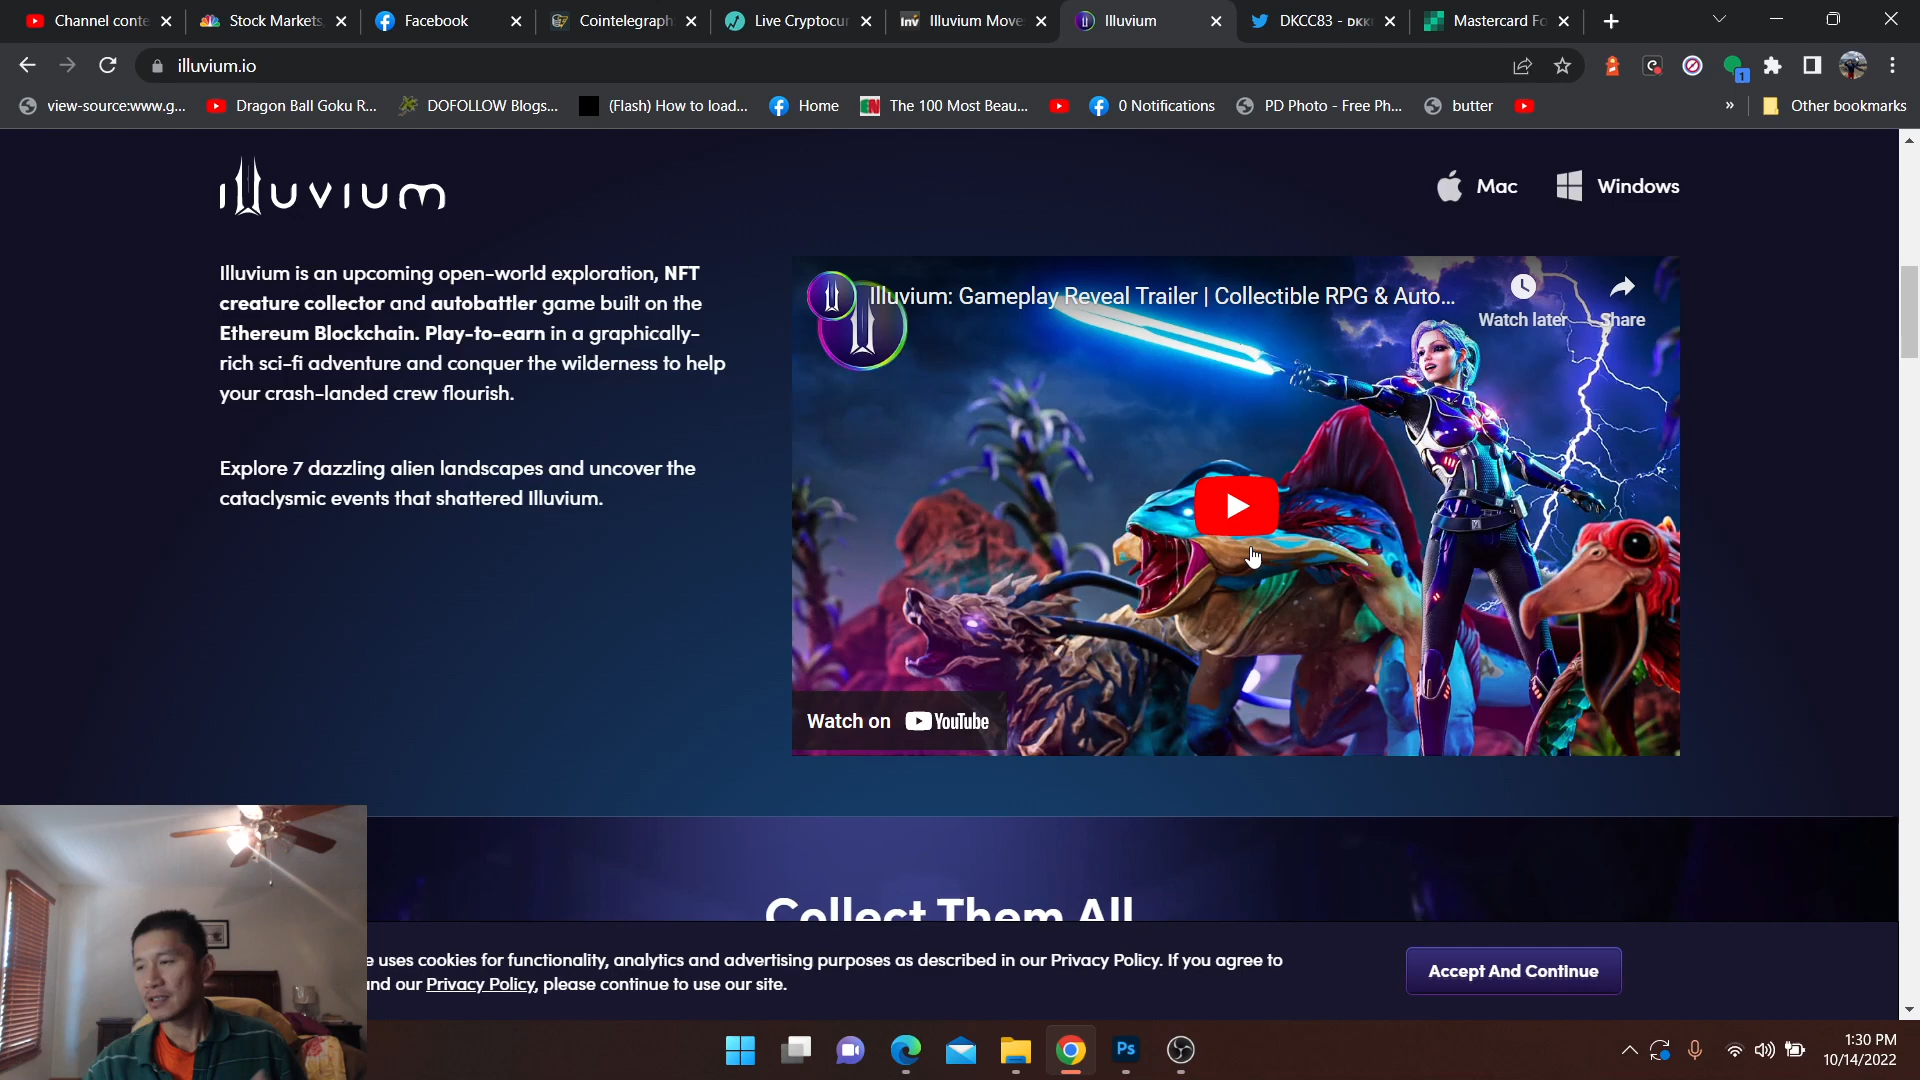 Channel conte
Stock Markets,
Facebook
Cointelegraph:
Live Cryptocur
Illuvium Move
Illuvium
DKCC83 - DKK
Mastercard Fo
illuvium.io
1
view-source:www.g...
Dragon Ball Goku R...
DOFOLLOW Blogs...
(Flash) How to load...
Home
The 100 Most Beau...
0 Notifications
PD Photo - Free Ph...
butter
»
Other bookmarks
illuvium
Mac
Windows
Illuvium is an upcoming open-world exploration, NFT
creature collector and autobattler game built on the
Ethereum Blockchain. Play-to-earn in a graphically-
rich sci-fi adventure and conquer the wilderness to help
your crash-landed crew flourish.
Explore 7 dazzling alien landscapes and uncover the
cataclysmic events that shattered Illuvium.
Illuvium: Gameplay Reveal Trailer | Collectible RPG & Auto...
Watch later
Share
Watch on YouTube
Collect Them All
e uses cookies for functionality, analytics and advertising purposes as described in our Privacy Policy. If you agree to
nd our Privacy Policy, please continue to use our site.
Accept And Continue
Ps
1:30 PM
10/14/2022